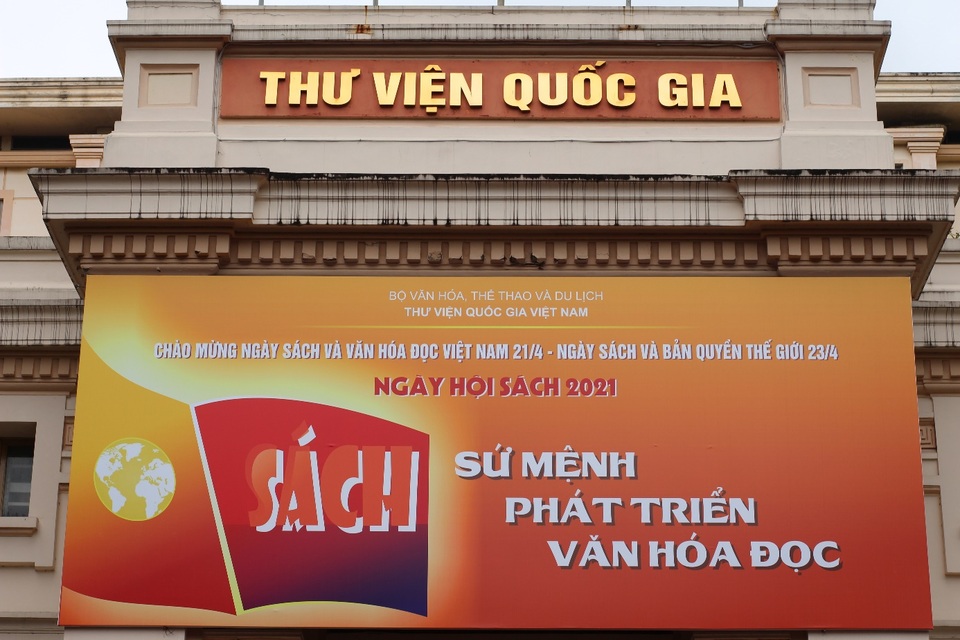 THƯ VIỆN QUỐC GIA
BỘ VĂN HÓA, THỂ THAO VÀ DU LỊCH
THƯ VIỆN QUỐC GIA VIỆT NAM
CHÀO MỪNG NGÀY SÁCH VÀ VĂN HÓA ĐỌC VIỆT NAM 21/4 - NGÀY SÁCH VÀ BẢN QUYỀN THẾ GIỚI 23/4
NGÀY HỘI SÁCH 2021
SÁCH
SỨ MỆNH
PHÁT TRIỂN
VĂN HÓA ĐỌC